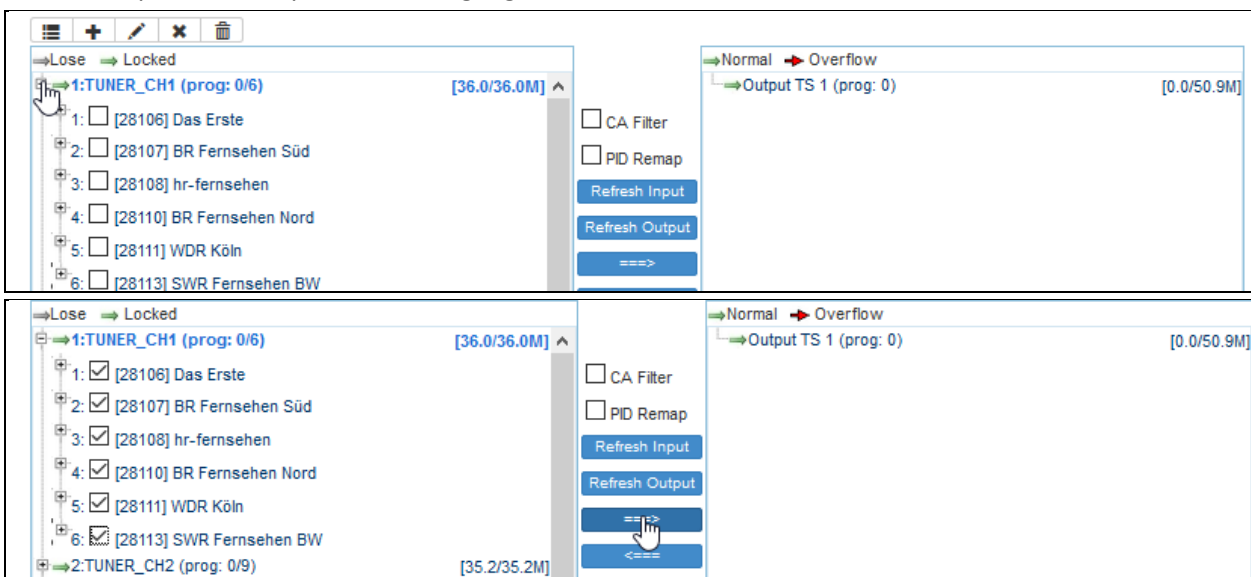 ⇒Lose ⇒ Locked
1:TUNER_CH1 (prog: 0/6) [36.0/36.0M]
1: [28106] Das Erste
2: [28107] BR Fernsehen Süd
3: [28108] hr-fernsehen
4: [28110] BR Fernsehen Nord
5: [28111] WDR Köln
6: [28113] SWR Fernsehen BW
CA Filter
PID Remap
Refresh Input
Refresh Output
===>
⇒Normal Overflow
Output TS 1 (prog: 0) [0.0/50.9M]
⇒Lose ⇒ Locked
1:TUNER_CH1 (prog: 0/6) [36.0/36.0M]
1: [28106] Das Erste
2: [28107] BR Fernsehen Süd
3: [28108] hr-fernsehen
4: [28110] BR Fernsehen Nord
5: [28111] WDR Köln
6: [28113] SWR Fernsehen BW
2:TUNER_CH2 (prog: 0/9) [35.2/35.2M]
CA Filter
PID Remap
Refresh Input
Refresh Output
===>
<===
⇒Normal Overflow
Output TS 1 (prog: 0) [0.0/50.9M]